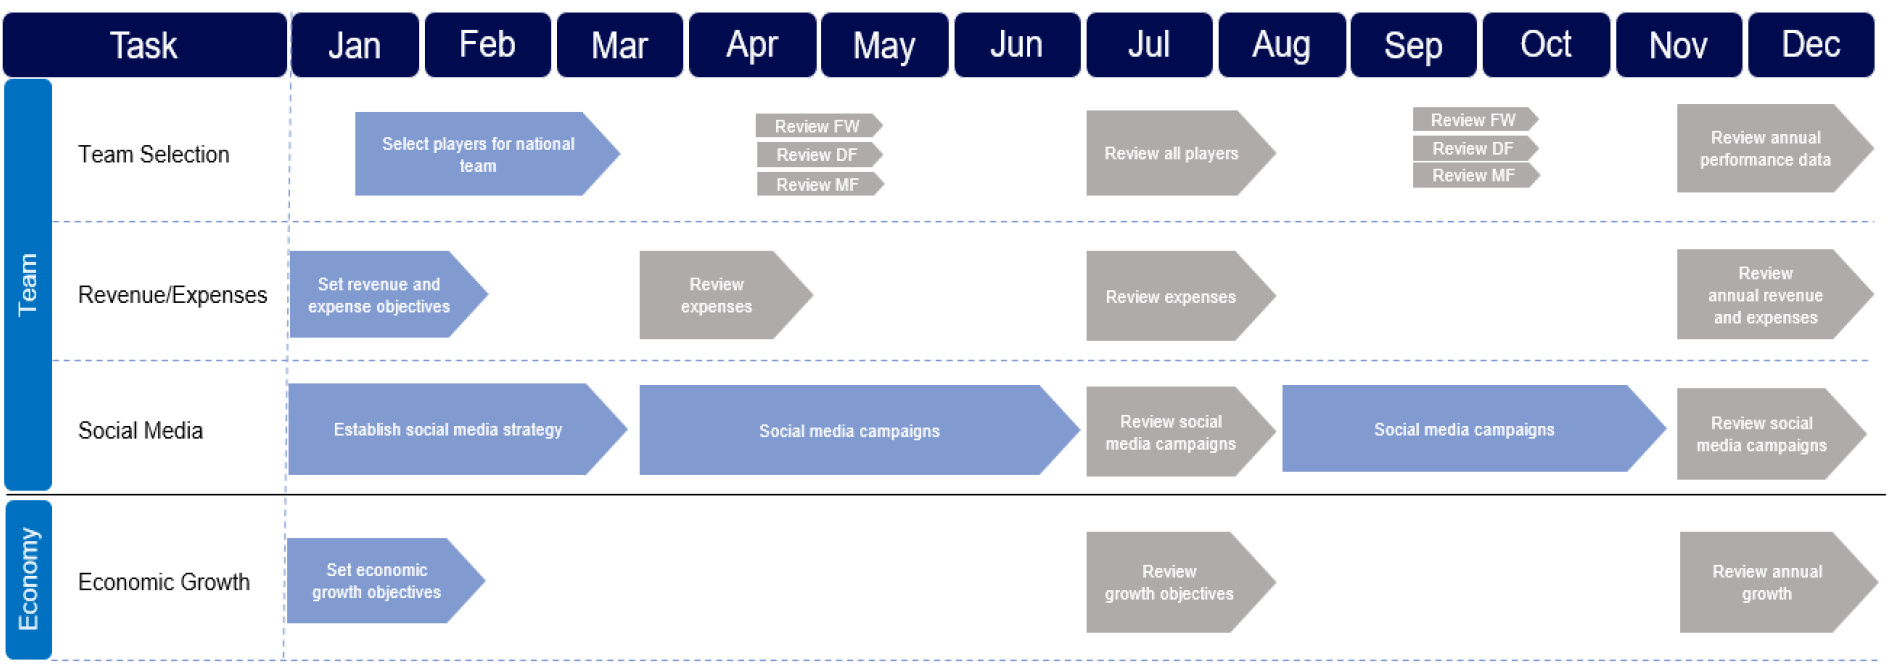 Task Jan Feb Mar Apr May Jun Jul Aug Sep Oct Nov Dec
Team
Team Selection
Select players for national
team
Review FW
Review DF
Review MF
Review all players
Review FW
Review DF
Review MF
Review annual
performance data
Revenue/Expenses
Set revenue and
expense objectives
Review
expenses
Review expenses
Review
annual revenue
and expenses
Social Media
Establish social media strategy
Social media campaigns
Review social
media campaigns
Social media campaigns
Review social
media campaigns
Economy
Economic Growth
Set economic
growth objectives
Review
growth objectives
Review annual
growth